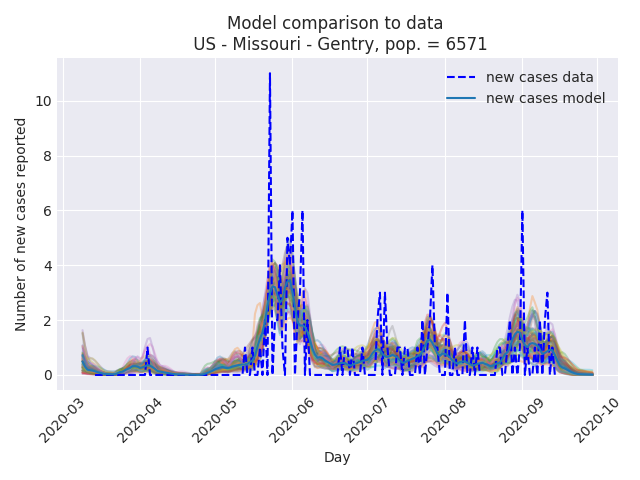 Model comparison to data
US - Missouri - Gentry, pop. = 6571
new cases data
new cases model
Number of new cases reported
10
8
6
4
2
0
2020-03
2020-04
2020-05
2020-06
2020-07
2020-08
2020-09
2020-10
Day